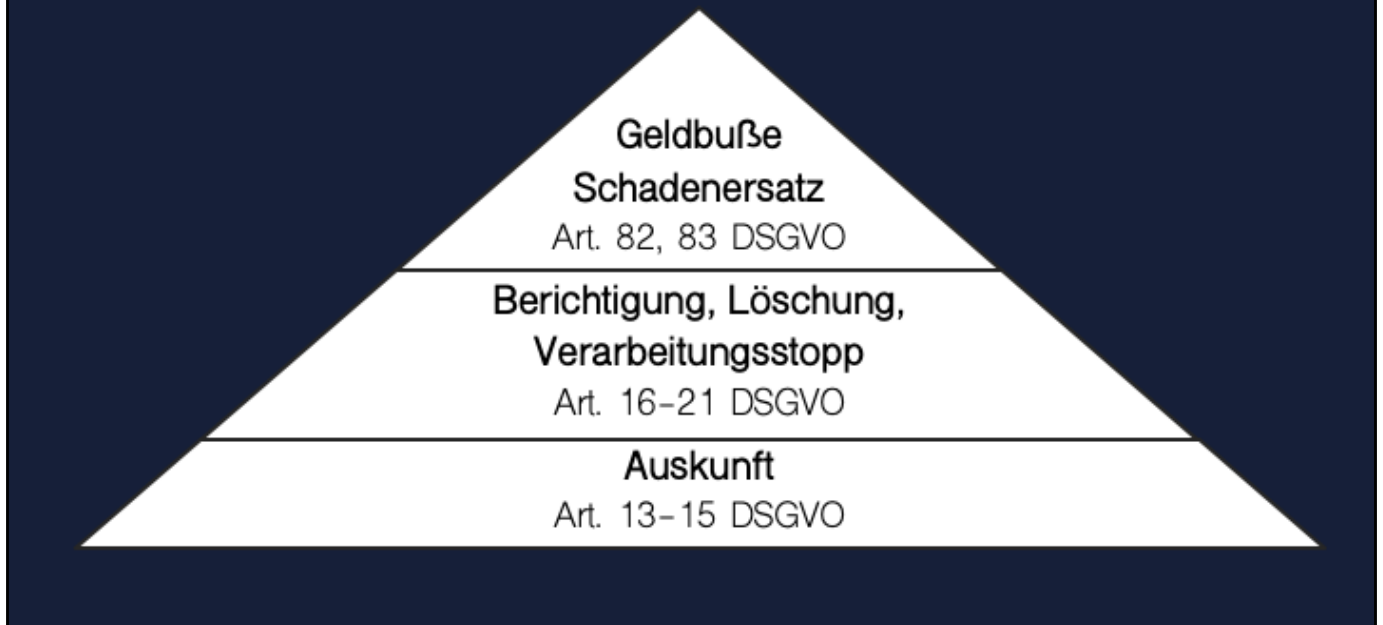 Geldbuße
Schadenersatz
Art. 82, 83 DSGVO
Berichtigung, Löschung,
Verarbeitungsstopp
Art. 16-21 DSGVO
Auskunft
Art. 13-15 DSGVO